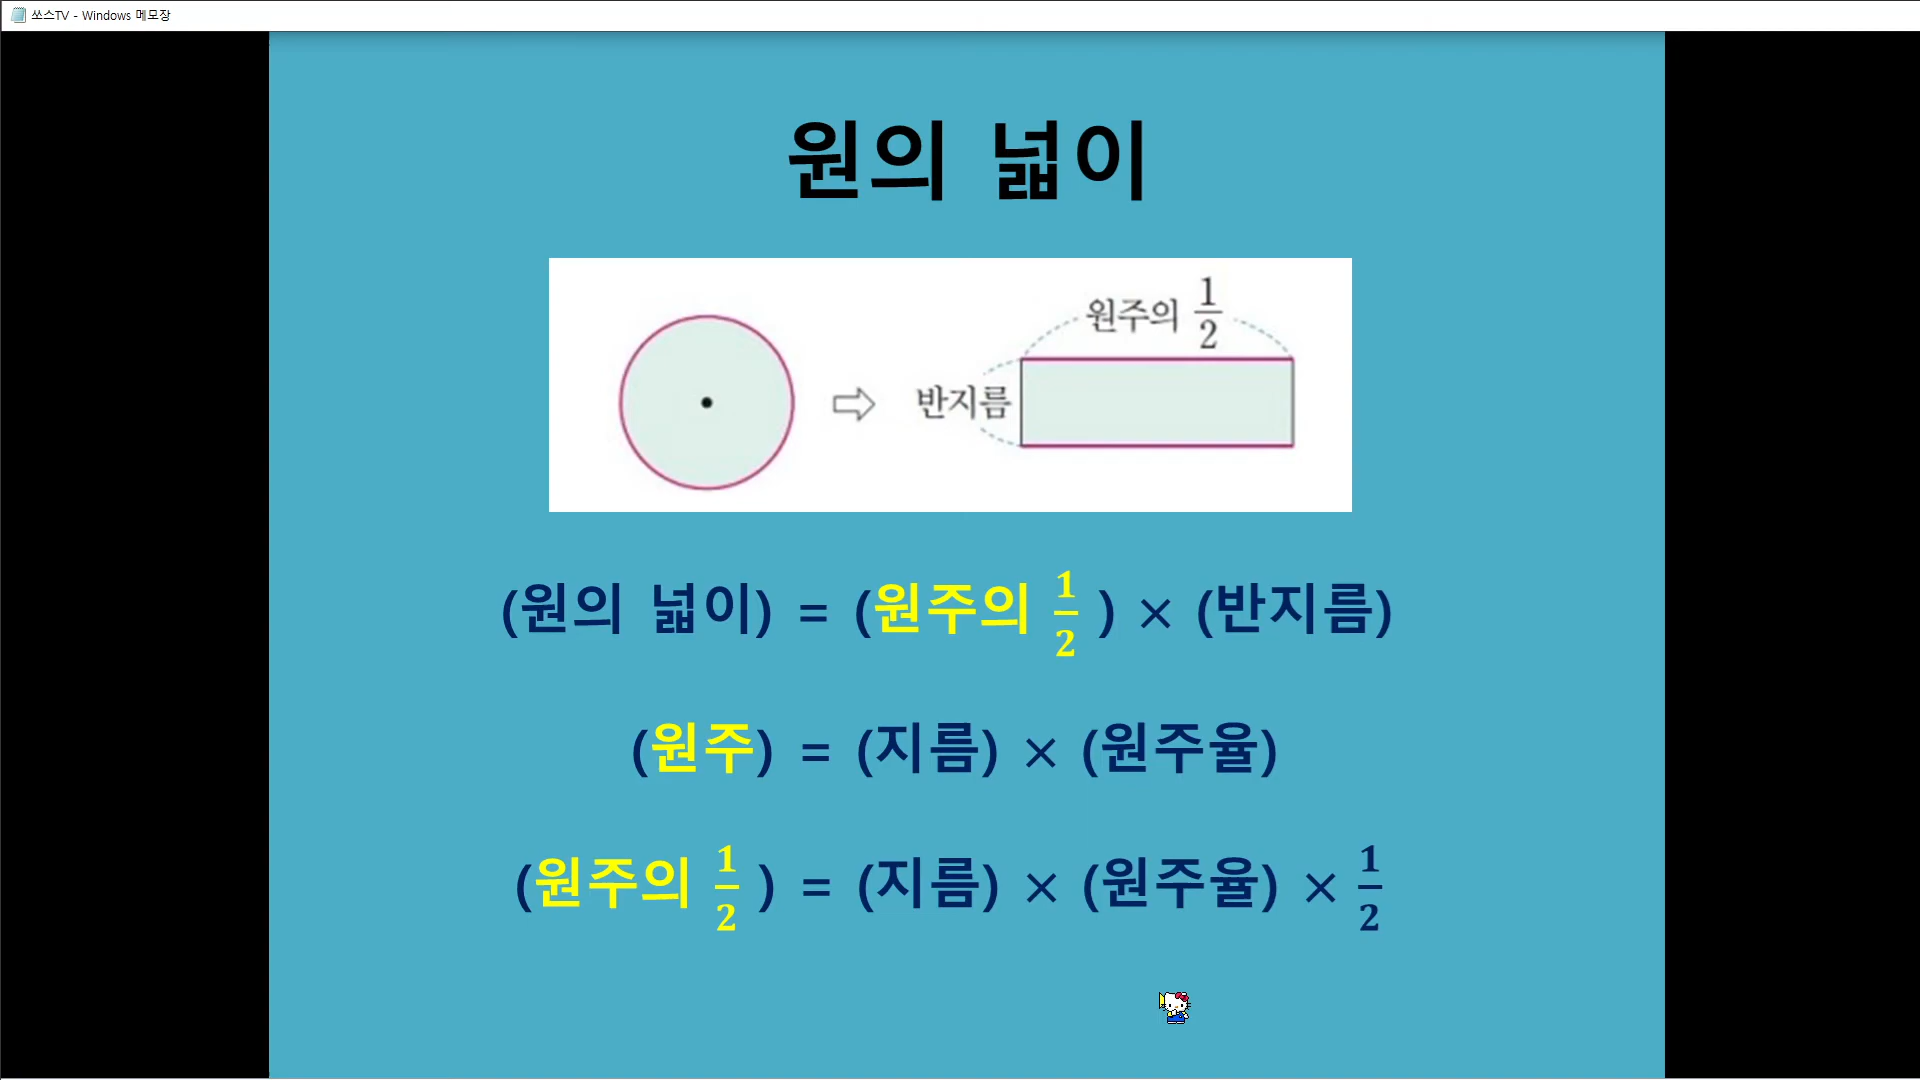 쏘스TV - Windows 메모장
원의 넓이
원주의 1/2
반지름
(원의 넓이) = (원주의 1/2 ) × (반지름)
(원주) = (지름) × (원주율)
(원주의 1/2 ) = (지름) × (원주율) × 1/2